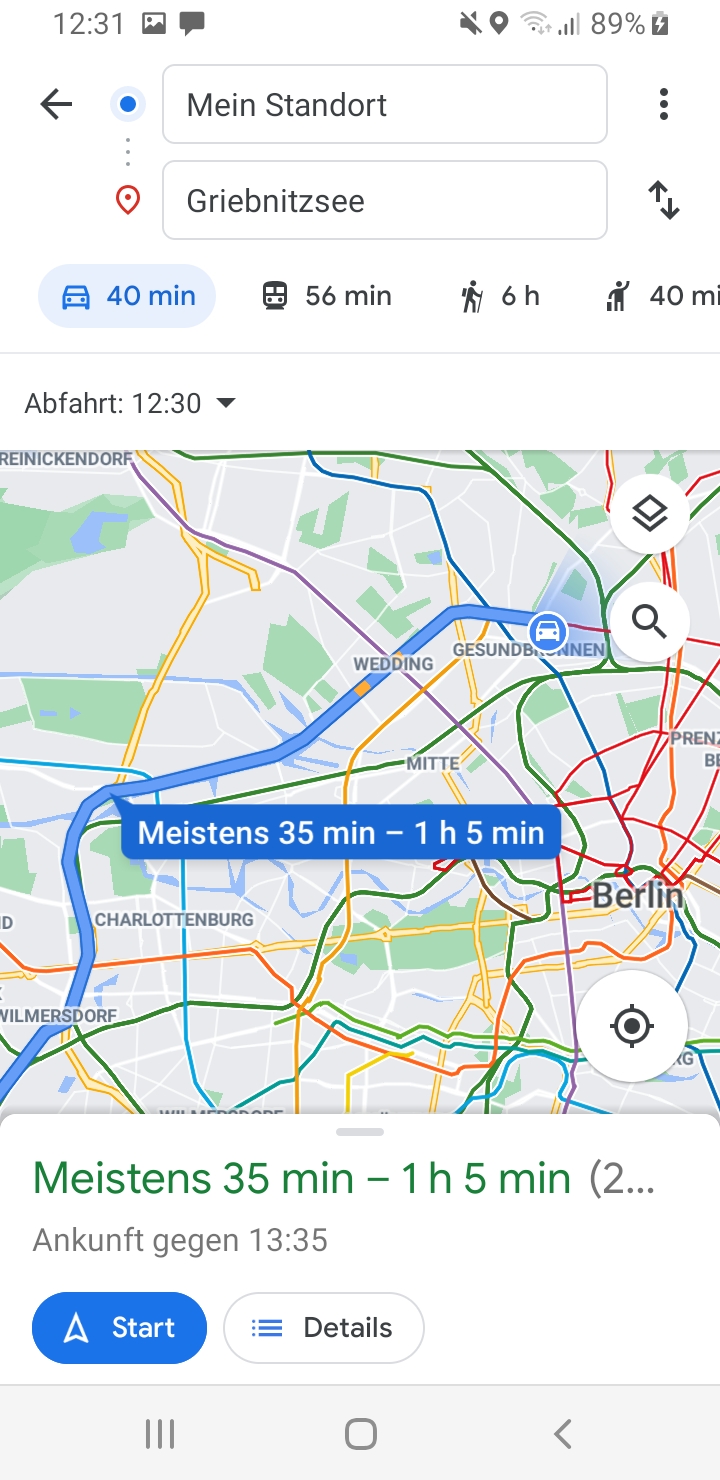 12:31 89%
Mein Standort
Griebnitzsee
40 min 56 min 6 h 40 mi
Abfahrt: 12:30
REINICKENDORF
GESUNDBRUNNEN
WEDDING
PRENZ
BE
MITTE
Meistens 35 min – 1 h 5 min
Berlin
CHARLOTTENBURG
WILMERSDORF
RG
WILMERSDORF
Meistens 35 min – 1 h 5 min (2...
Ankunft gegen 13:35
Start Details